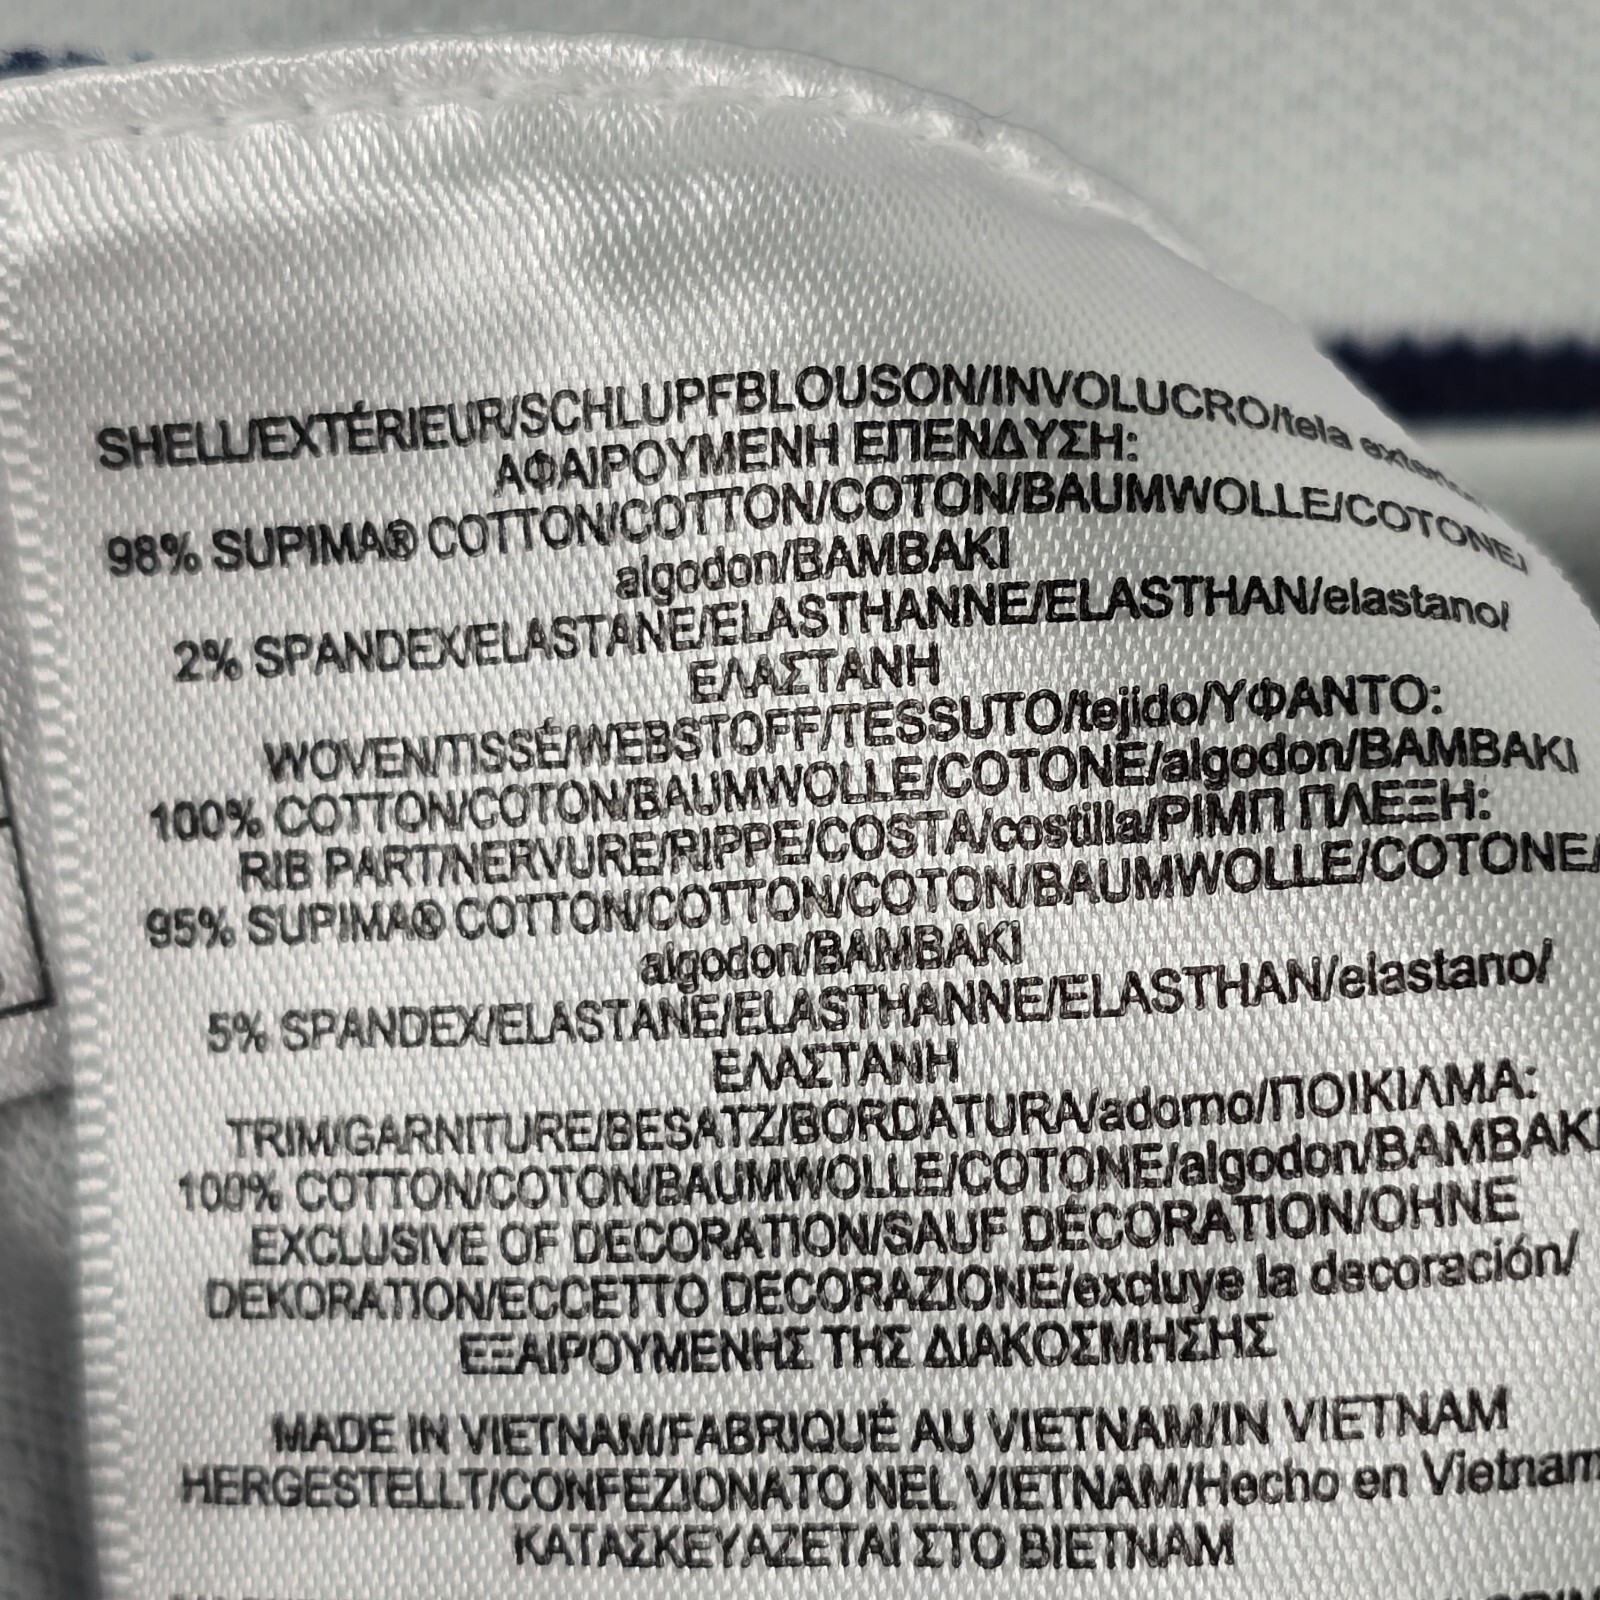 SHELL/EXTÉRIEUR/SCHLUPFBLOUSON/INVOLUCRO/tela
ΑΦΑΙΡΟΥΜΕΝΗ ΕΠΕΝΔΥΣΗ:
98% SUPIMA® COTTON/COTTON/COTON/BAUMWOLLE/COTONE/
algodon/BAMBAKI
2% SPANDEX/ELASTANE/ELASTHANNE/ELASTHAN/elastano/
ΕΛΑΣΤΑΝΗ
WOVEN/TISSÉ/WEBSTOFF/TESSUTO/tejido/ΥΦΑΝΤΟ:
100% COTTON/COTON/BAUMWOLLE/COTONE/algodon/BAMBAKI
RIB PART/NERVURE/RIPPE/COSTA/costilla/ΡΙΜΠ ΠΛΕΞΗ:
95% SUPIMA® COTTON/COTTON/COTON/BAUMWOLLE/COTONE/
algodon/BAMBAKI
5% SPANDEX/ELASTANE/ELASTHANNE/ELASTHAN/elastano/
ΕΛΑΣΤΑΝΗ
TRIM/GARNITURE/BESATZ/BORDATURA/adorno/ΠΟΙΚΙΛΜΑ:
100% COTTON/COTON/BAUMWOLLE/COTONE/algodon/BAMBAKI
EXCLUSIVE OF DECORATION/SAUF DÉCORATION/OHNE
DEKORATION/ECCETTO DECORAZIONE/excluye la decoración/
ΕΞΑΙΡΟΥΜΕΝΗΣ ΤΗΣ ΔΙΑΚΟΣΜΗΣΗΣ
MADE IN VIETNAM/FABRIQUÉ AU VIETNAM/IN VIETNAM
HERGESTELLT/CONFEZIONATO NEL VIETNAM/Hecho en Vietnam
ΚΑΤΑΣΚΕΥΑΖΕΤΑΙ ΣΤΟ ΒΙΕΤΝΑΜ